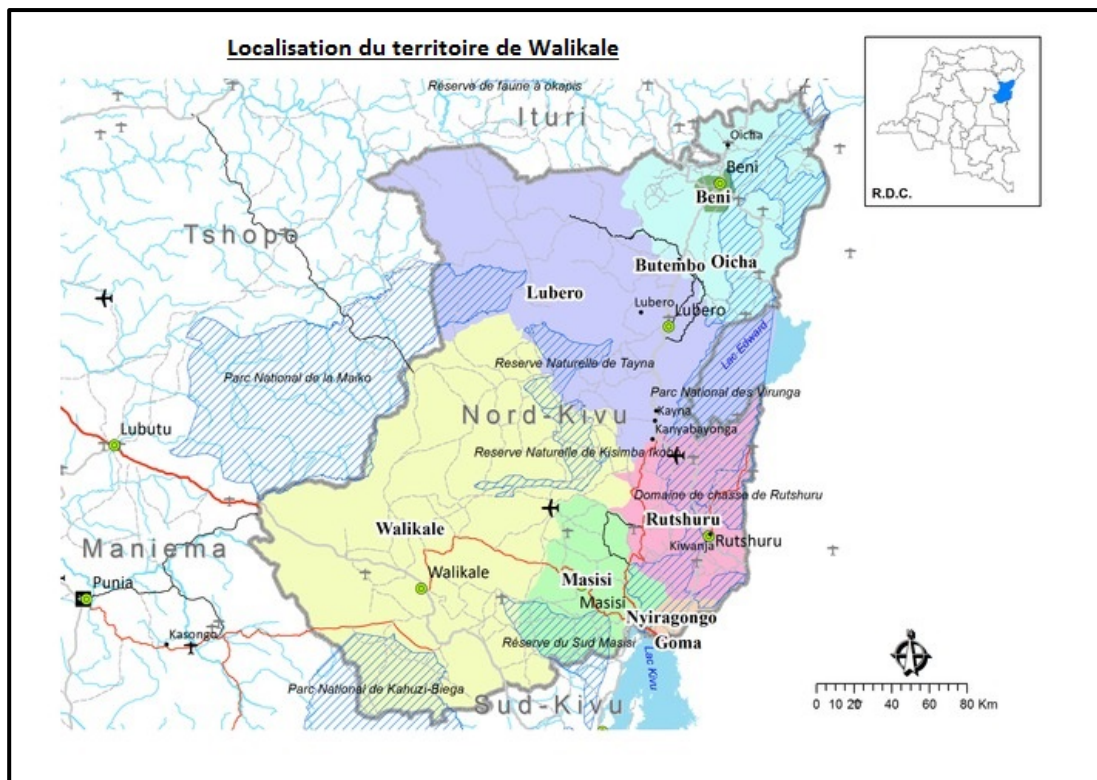 Localisation du territoire de Walikale
Réserve de faune à okapis
Ituri
R.D.C.
Oicha
Beni
Beni
Tshopo
Butembo
Oicha
Lubero
Lubero
Lubero
Lac Edward
Reserve Naturelle de Tayna
Parc National de la Maiko
Parc National des Virunga
Nord-Kivu
Kayna
Kanyabayonga
Lubutu
Reserve Naturelle de Kisimba Ikobo
Domaine de chasse de Rutshuru
Walikale
Rutshuru
Maniema
Kiwanja
Rutshuru
Punia
Walikale
Masisi
Masisi
Nyiragongo
Kasongo
Réserve du Sud Masisi
Goma
Lac Kivu
Parc National de Kahuzi-Biega
Sud-Kivu
0 10 20 40 60 80 Km